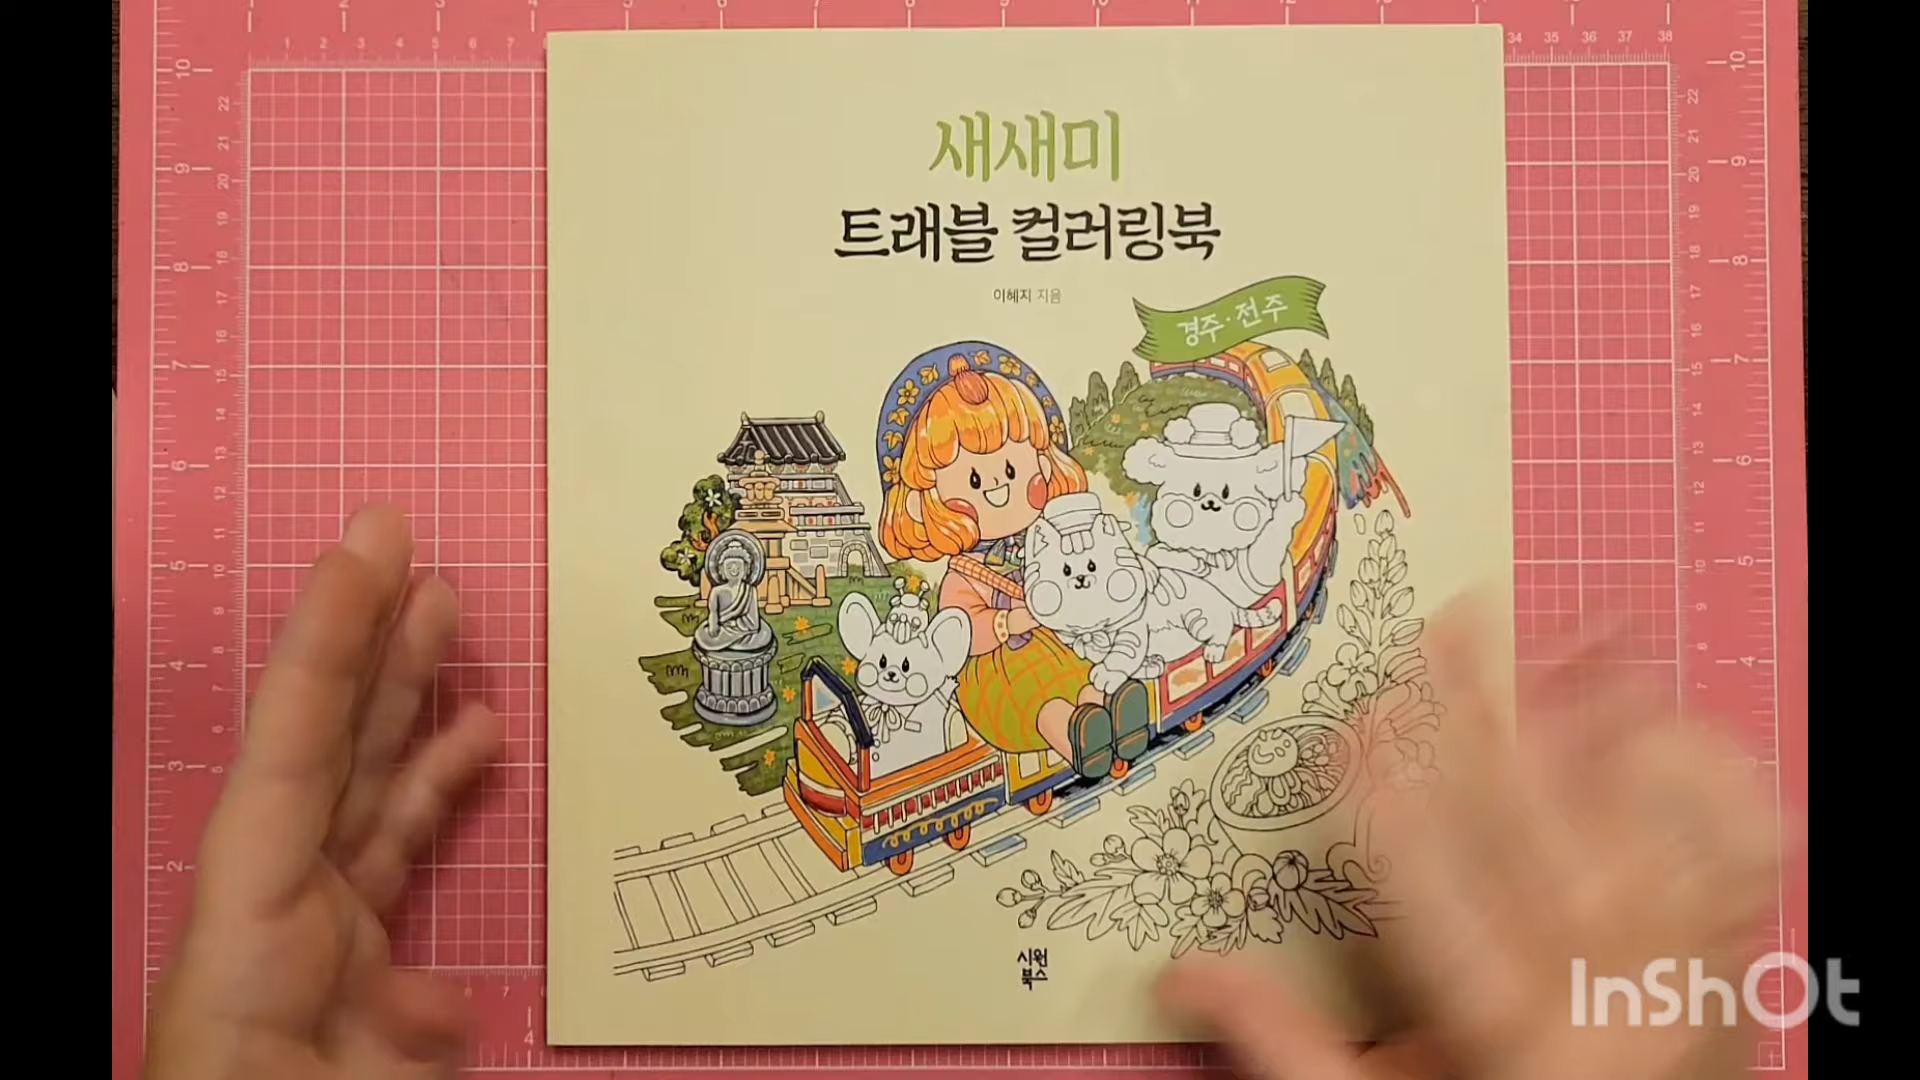 새새미
트래블 컬러링북
이혜지 지음
경주·전주
시원
북스
InShOt